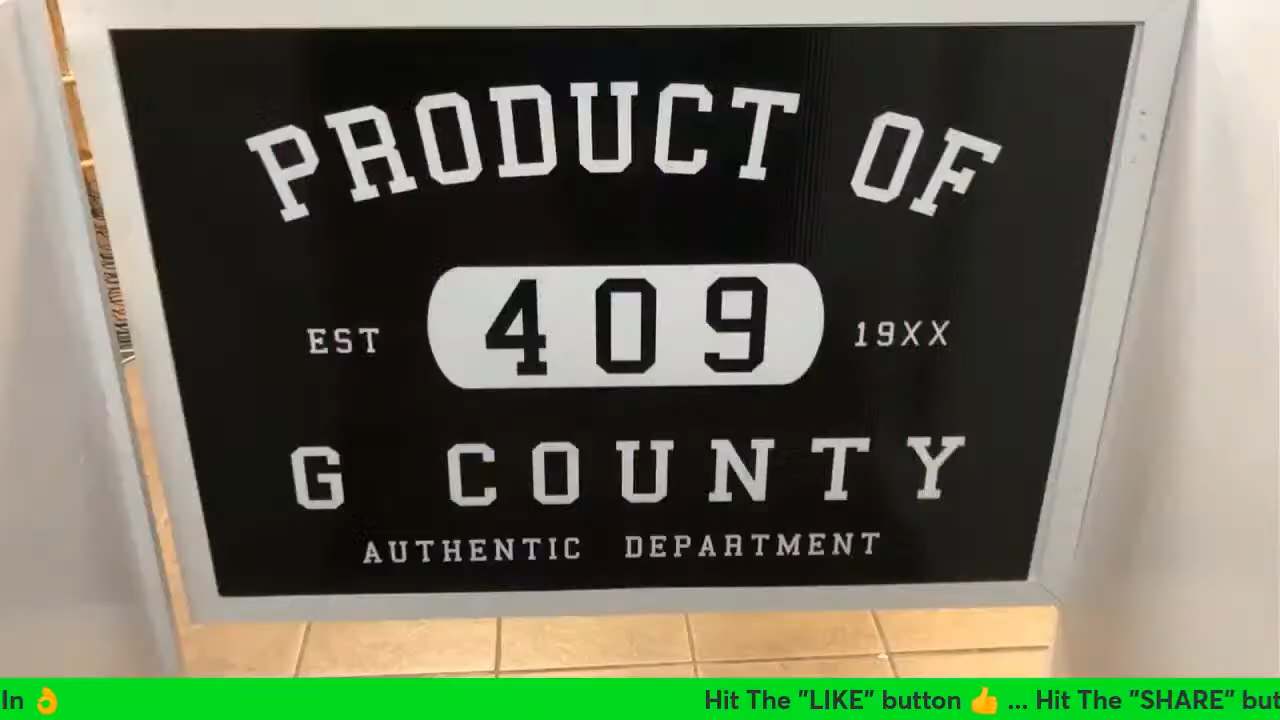 PRODUCT OF
EST 409 19XX
G COUNTY
AUTHENTIC DEPARTMENT
In 👌 Hit The "LIKE" button 👍 ... Hit The "SHARE" but